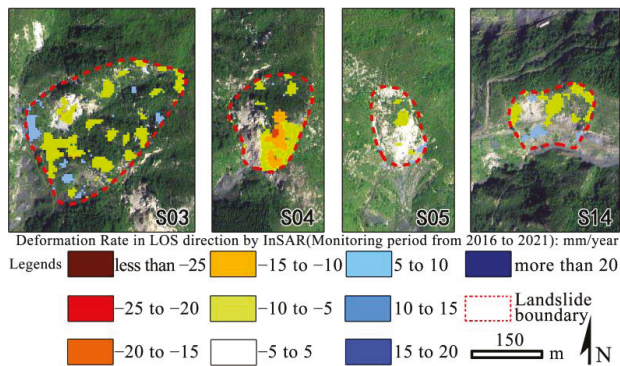 S03 S04 S05 S14
Deformation Rate in LOS direction by InSAR(Monitoring period from 2016 to 2021): mm/year
Legends less than −25 −15 to −10 5 to 10 more than 20
−25 to −20 −10 to −5 10 to 15 Landslide boundary
−20 to −15 −5 to 5 15 to 20 150 m N